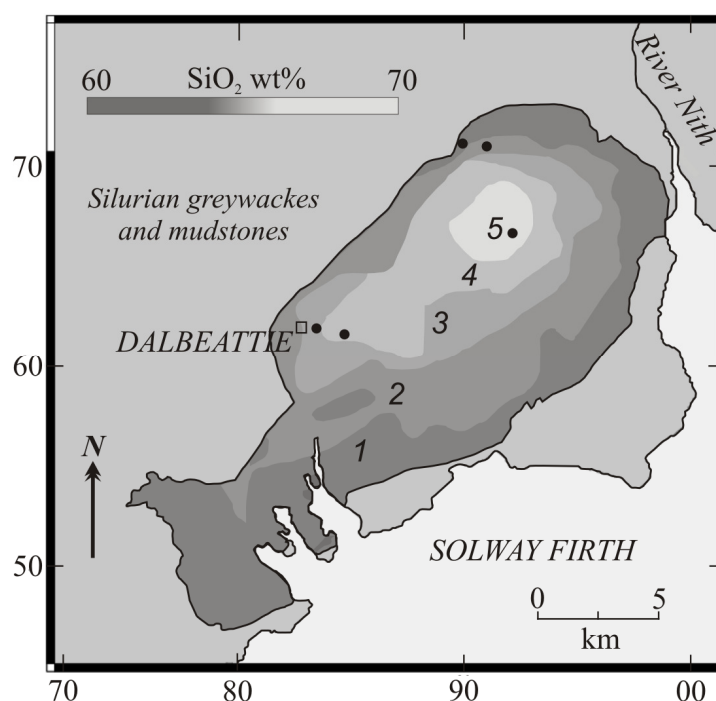 60 SiO₂ wt% 70
River Nith
70
Silurian greywackes
and mudstones
5
4
3
DALBEATTIE
60
2
1
N
50
SOLWAY FIRTH
0 5
km
70 80 90 00